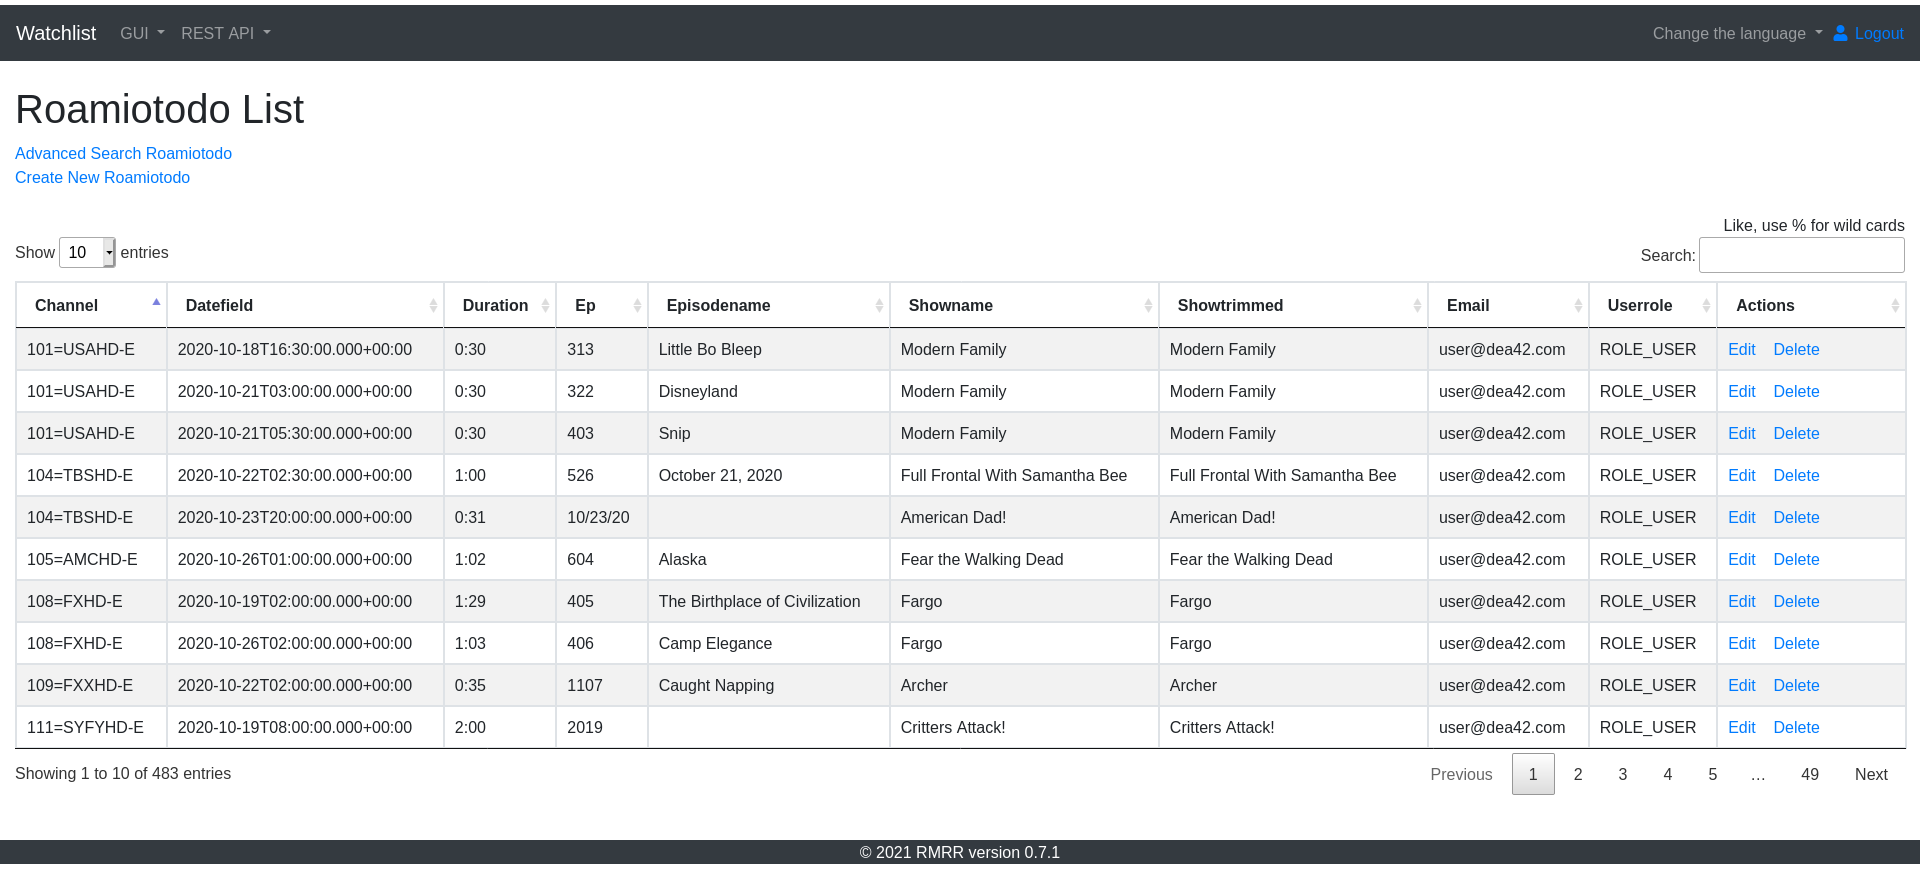 Watchlist GUI REST API Change the language Logout
Roamiotodo List
Advanced Search Roamiotodo
Create New Roamiotodo
Like, use % for wild cards
Show 10 entries Search:
Channel Datefield Duration Ep Episodename Showname Showtrimmed Email Userrole Actions
101=USAHD-E 2020-10-18T16:30:00.000+00:00 0:30 313 Little Bo Bleep Modern Family Modern Family user@dea42.com ROLE_USER Edit Delete
101=USAHD-E 2020-10-21T03:00:00.000+00:00 0:30 322 Disneyland Modern Family Modern Family user@dea42.com ROLE_USER Edit Delete
101=USAHD-E 2020-10-21T05:30:00.000+00:00 0:30 403 Snip Modern Family Modern Family user@dea42.com ROLE_USER Edit Delete
104=TBSHD-E 2020-10-22T02:30:00.000+00:00 1:00 526 October 21, 2020 Full Frontal With Samantha Bee Full Frontal With Samantha Bee user@dea42.com ROLE_USER Edit Delete
104=TBSHD-E 2020-10-23T20:00:00.000+00:00 0:31 10/23/20 American Dad! American Dad! user@dea42.com ROLE_USER Edit Delete
105=AMCHD-E 2020-10-26T01:00:00.000+00:00 1:02 604 Alaska Fear the Walking Dead Fear the Walking Dead user@dea42.com ROLE_USER Edit Delete
108=FXHD-E 2020-10-19T02:00:00.000+00:00 1:29 405 The Birthplace of Civilization Fargo Fargo user@dea42.com ROLE_USER Edit Delete
108=FXHD-E 2020-10-26T02:00:00.000+00:00 1:03 406 Camp Elegance Fargo Fargo user@dea42.com ROLE_USER Edit Delete
109=FXXHD-E 2020-10-22T02:00:00.000+00:00 0:35 1107 Caught Napping Archer Archer user@dea42.com ROLE_USER Edit Delete
111=SYFYHD-E 2020-10-19T08:00:00.000+00:00 2:00 2019 Critters Attack! Critters Attack! user@dea42.com ROLE_USER Edit Delete
Showing 1 to 10 of 483 entries Previous 1 2 3 4 5 … 49 Next
© 2021 RMRR version 0.7.1